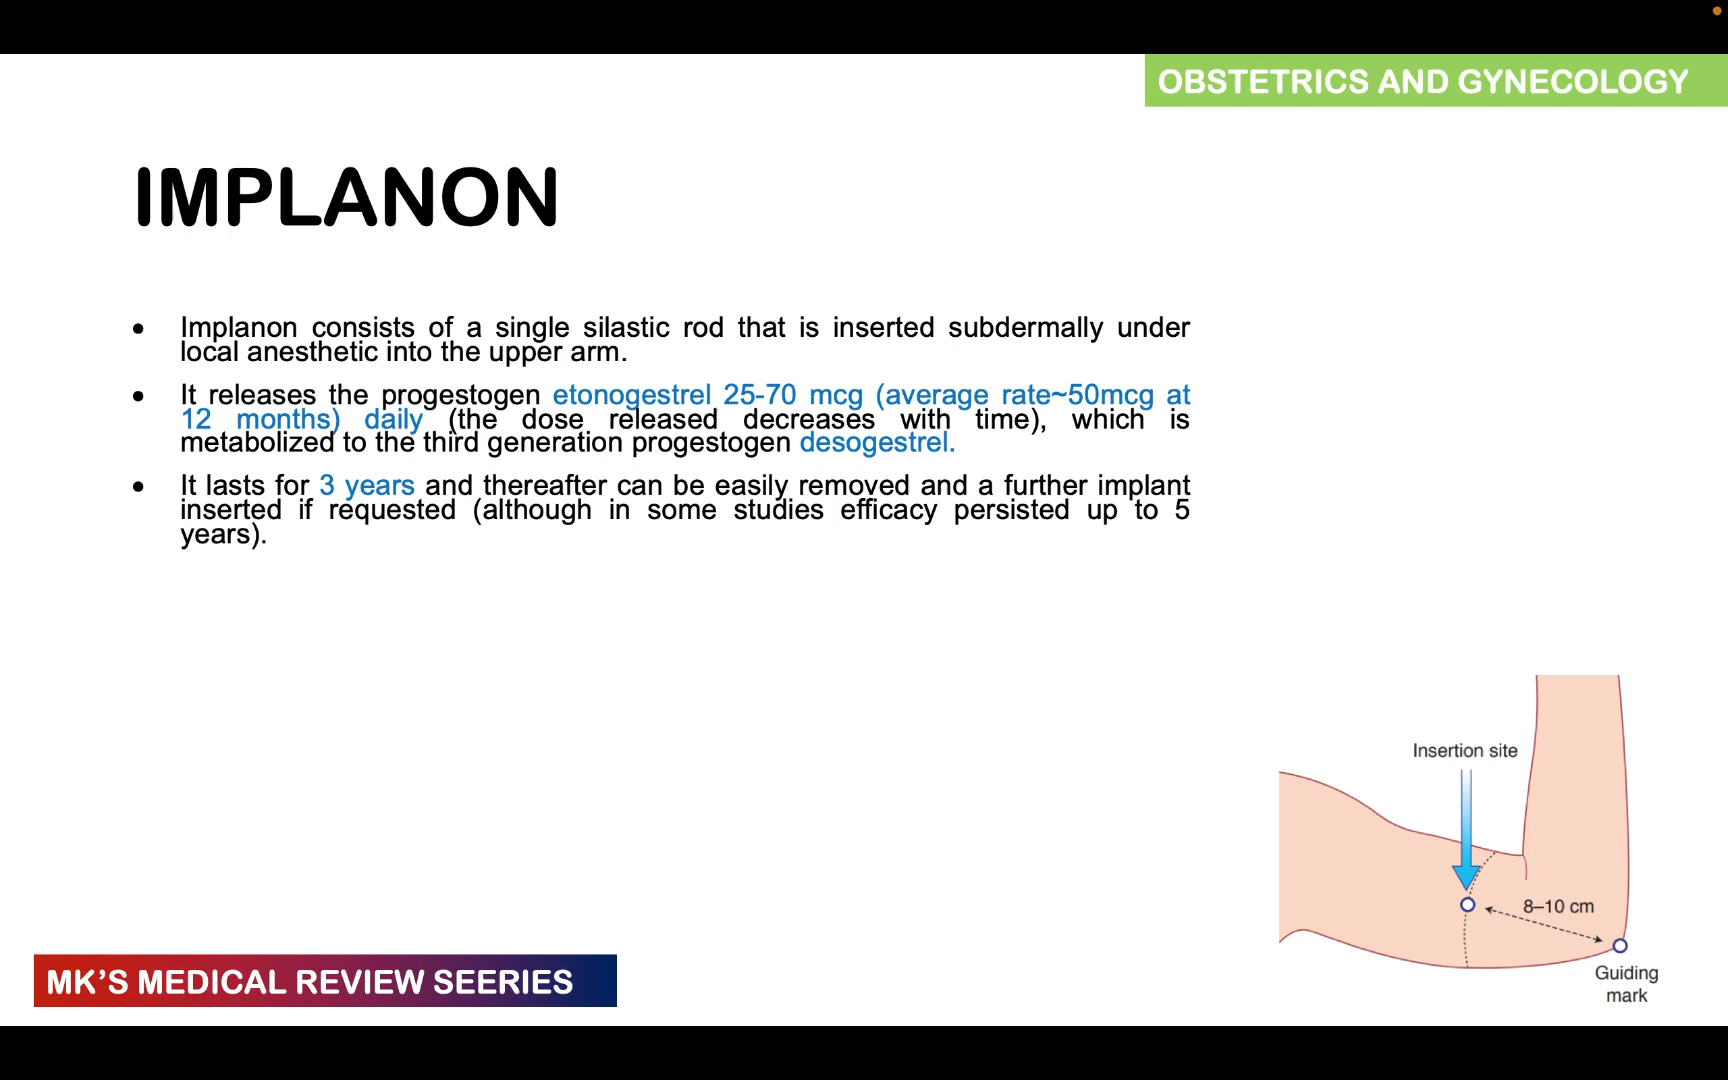 OBSTETRICS AND GYNECOLOGY
IMPLANON
• Implanon consists of a single silastic rod that is inserted subdermally under
local anesthetic into the upper arm.
• It releases the progestogen etonogestrel 25-70 mcg (average rate~50mcg at
12 months) daily (the dose released decreases with time), which is
metabolized to the third generation progestogen desogestrel.
• It lasts for 3 years and thereafter can be easily removed and a further implant
inserted if requested (although in some studies efficacy persisted up to 5
years).
Insertion site
8–10 cm
Guiding
mark
MK’S MEDICAL REVIEW SEERIES